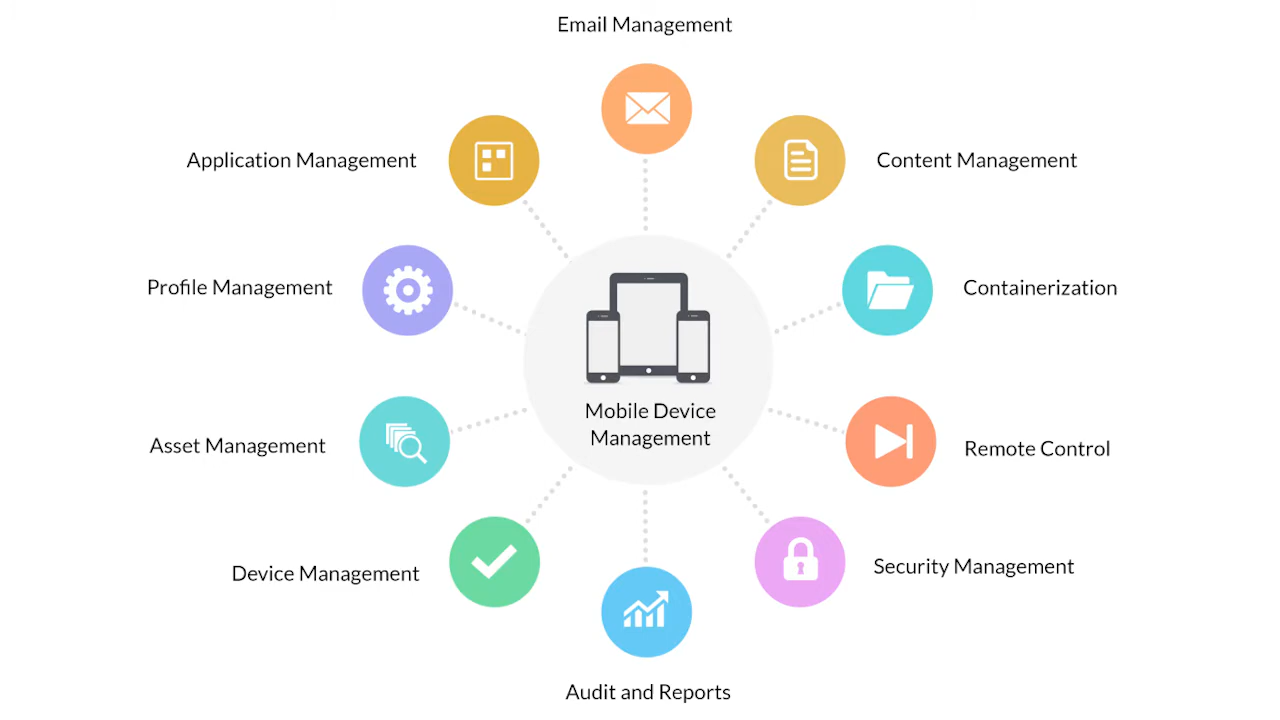 Email Management
Application Management
Content Management
Profile Management
Containerization
Mobile Device
Management
Asset Management
Remote Control
Device Management
Security Management
Audit and Reports